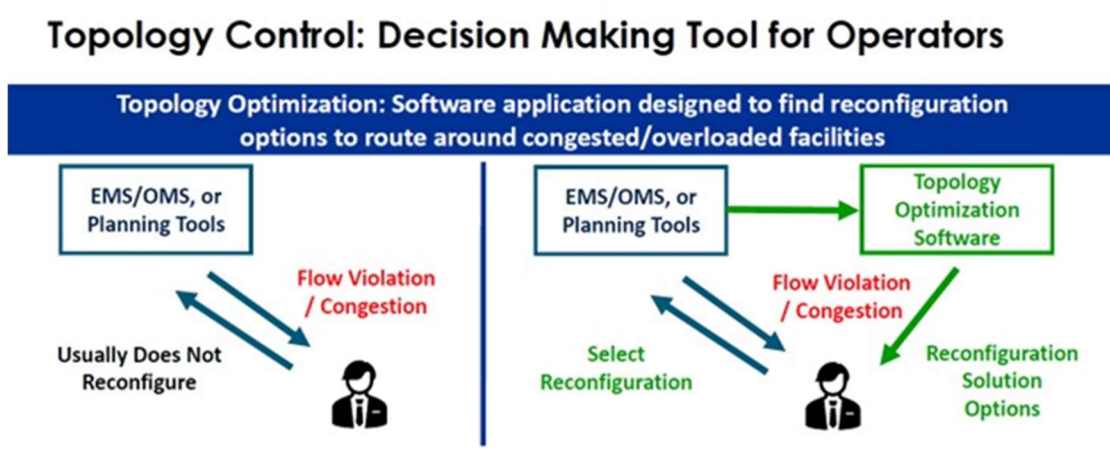 Topology Control: Decision Making Tool for Operators
Topology Optimization: Software application designed to find reconfiguration
options to route around congested/overloaded facilities
EMS/OMS, or
Planning Tools
Flow Violation
/ Congestion
Usually Does Not
Reconfigure
EMS/OMS, or
Planning Tools
Topology
Optimization
Software
Flow Violation
/ Congestion
Select
Reconfiguration
Reconfiguration
Solution
Options